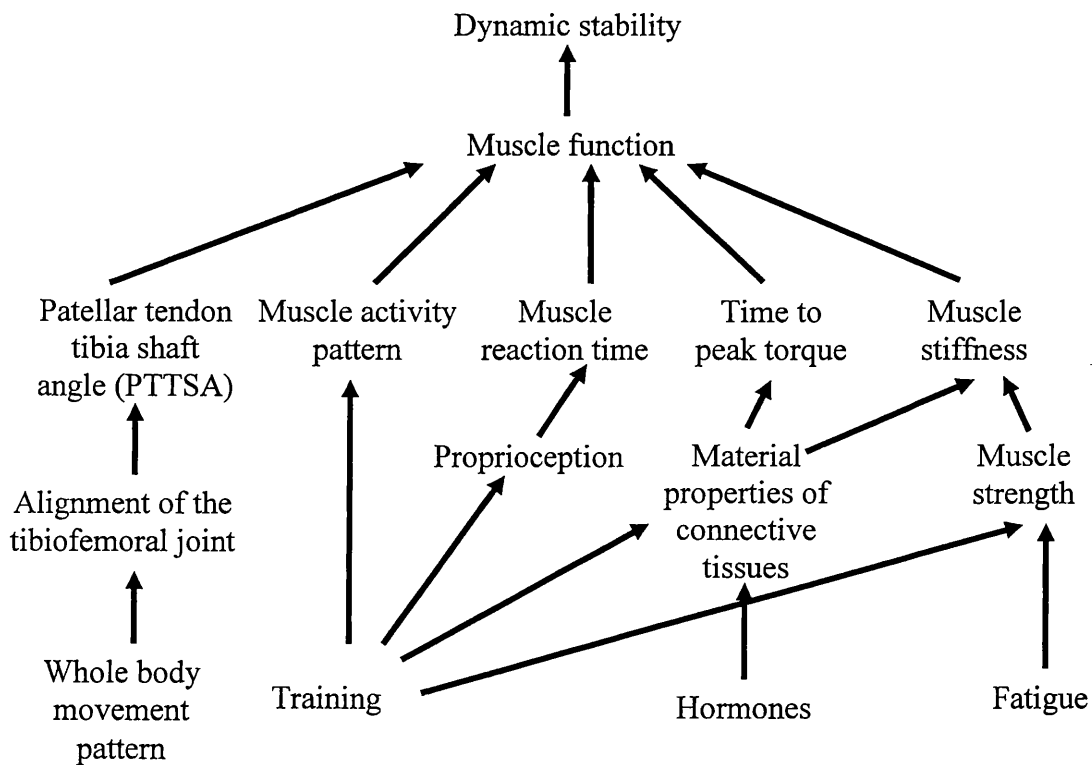 Dynamic stability
Muscle function
Patellar tendon
tibia shaft
angle (PTTSA)
Muscle activity
pattern
Muscle
reaction time
Time to
peak torque
Muscle
stiffness
Proprioception
Material
properties of
connective
tissues
Muscle
strength
Alignment of the
tibiofemoral joint
Whole body
movement
pattern
Training
Hormones
Fatigue